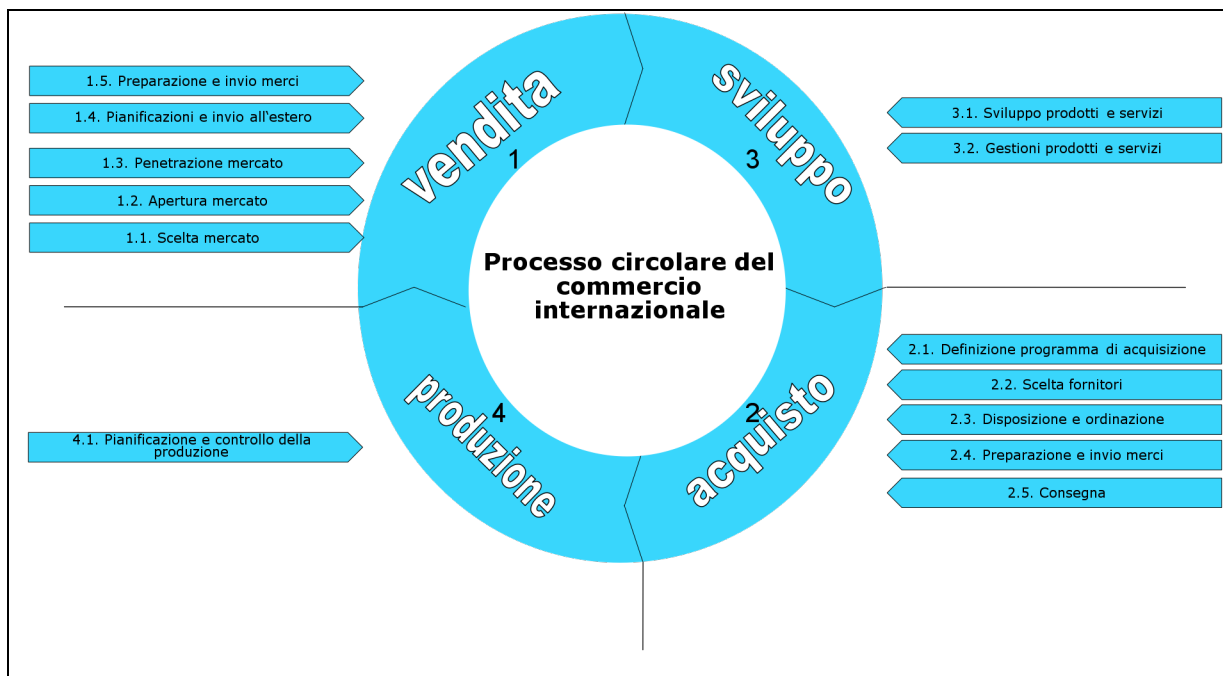 1.5. Preparazione e invio merci
1.4. Pianificazioni e invio all'estero
1.3. Penetrazione mercato
1.2. Apertura mercato
1.1. Scelta mercato
vendita
1
sviluppo
3
3.1. Sviluppo prodotti e servizi
3.2. Gestioni prodotti e servizi
Processo circolare del
commercio
internazionale
produzione
4
4.1. Pianificazione e controllo della
produzione
acquisto
2
2.1. Definizione programma di acquisizione
2.2. Scelta fornitori
2.3. Disposizione e ordinazione
2.4. Preparazione e invio merci
2.5. Consegna